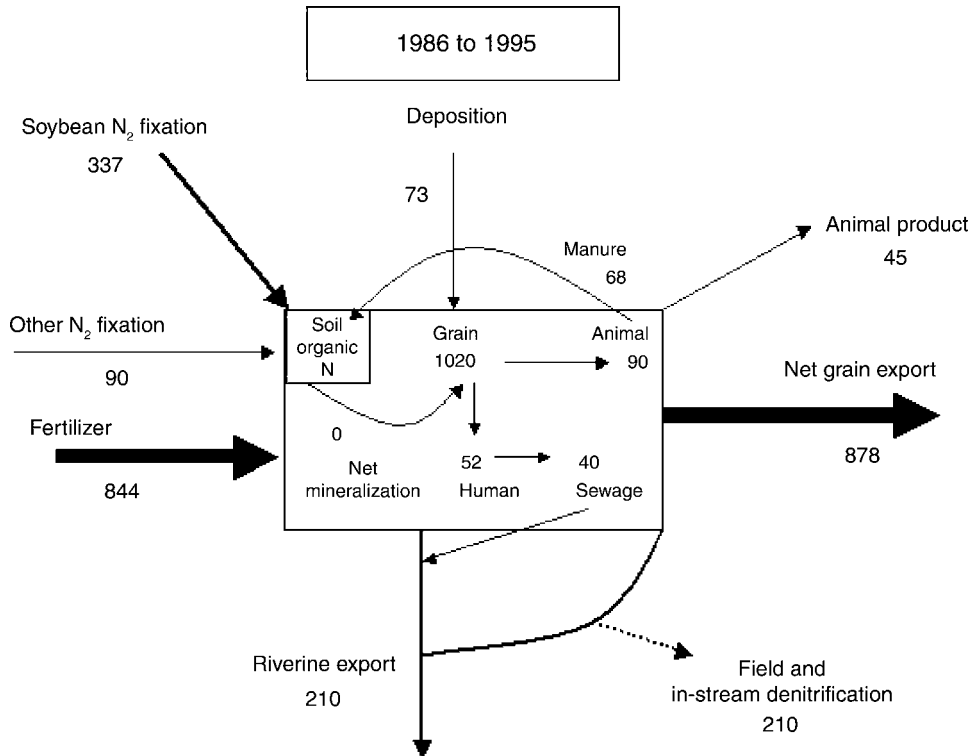 1986 to 1995
Soybean N₂ fixation
337
Deposition
73
Manure
68
Animal product
45
Other N₂ fixation
90
Soil
organic
N
Grain
1020
Animal
90
Net grain export
878
Fertilizer
844
0
Net
mineralization
52
Human
40
Sewage
Riverine export
210
Field and
in-stream denitrification
210